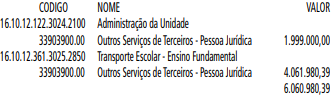 CODIGO NOME VALOR
16.10.12.122.3024.2100 Administração da Unidade
33903900.00 Outros Serviços de Terceiros - Pessoa Jurídica 1.999.000,00
16.10.12.361.3025.2850 Transporte Escolar - Ensino Fundamental
33903900.00 Outros Serviços de Terceiros - Pessoa Jurídica 4.061.980,39
6.060.980,39